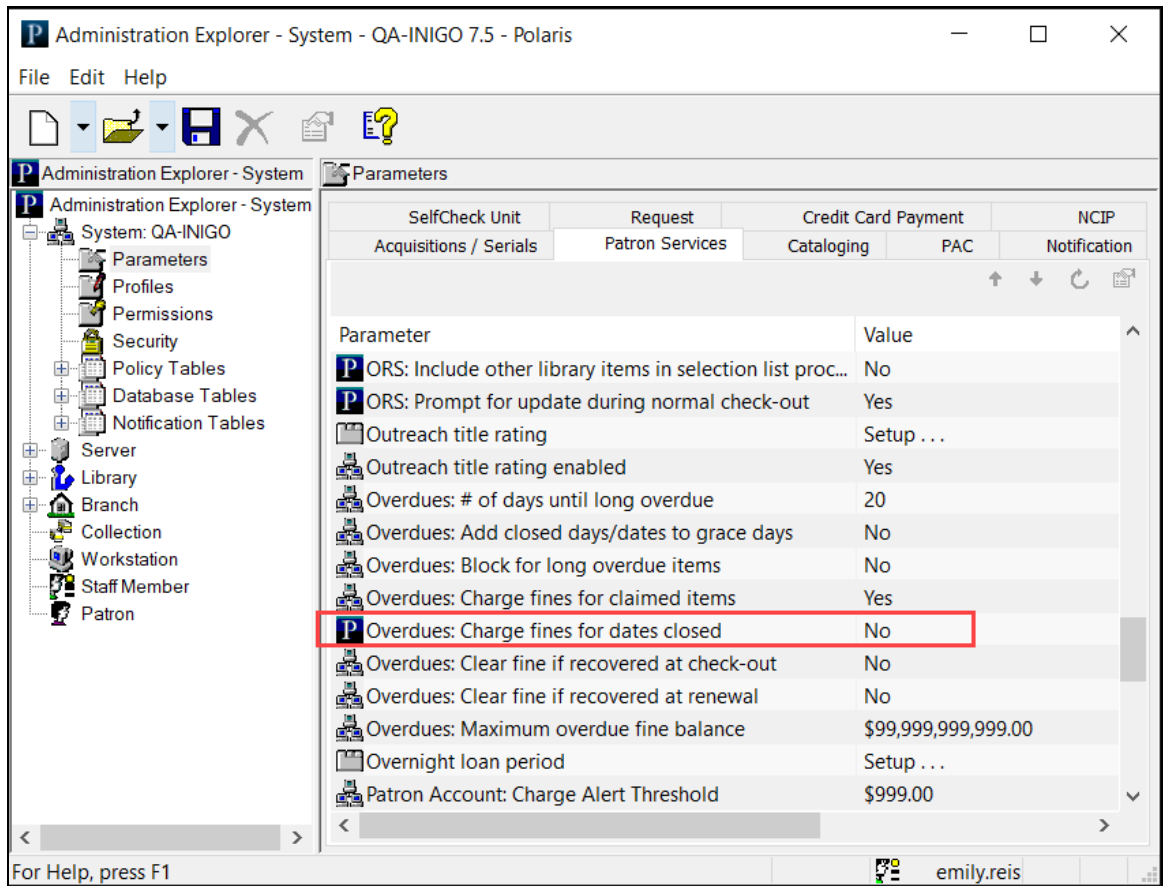 Administration Explorer - System - QA-INIGO 7.5 - Polaris
File Edit Help
Administration Explorer - System
Parameters
Administration Explorer - System
System: QA-INIGO
Parameters
Profiles
Permissions
Security
Policy Tables
Database Tables
Notification Tables
Server
Library
Branch
Collection
Workstation
Staff Member
Patron
SelfCheck Unit Request Credit Card Payment NCIP
Acquisitions / Serials Patron Services Cataloging PAC Notification
Parameter Value
ORS: Include other library items in selection list proc... No
ORS: Prompt for update during normal check-out Yes
Outreach title rating Setup . . .
Outreach title rating enabled Yes
Overdues: # of days until long overdue 20
Overdues: Add closed days/dates to grace days No
Overdues: Block for long overdue items No
Overdues: Charge fines for claimed items Yes
Overdues: Charge fines for dates closed No
Overdues: Clear fine if recovered at check-out No
Overdues: Clear fine if recovered at renewal No
Overdues: Maximum overdue fine balance $99,999,999,999.00
Overnight loan period Setup . . .
Patron Account: Charge Alert Threshold $999.00
For Help, press F1 emily.reis